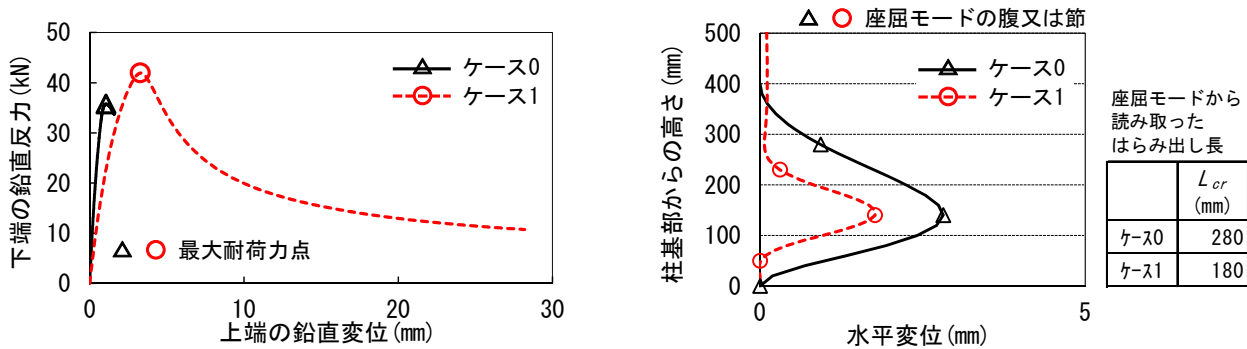 下端の鉛直反力(kN)
50
40
30
20
10
0
ケース0
ケース1
最大耐荷力点
0
10
20
30
上端の鉛直変位(mm)
座屈モードの腹又は節
柱基部からの高さ(mm)
500
400
300
200
100
0
ケース0
ケース1
0
5
水平変位(mm)
座屈モードから
読み取った
はらみ出し長
Lcr
(mm)
ケース0 280
ケース1 180